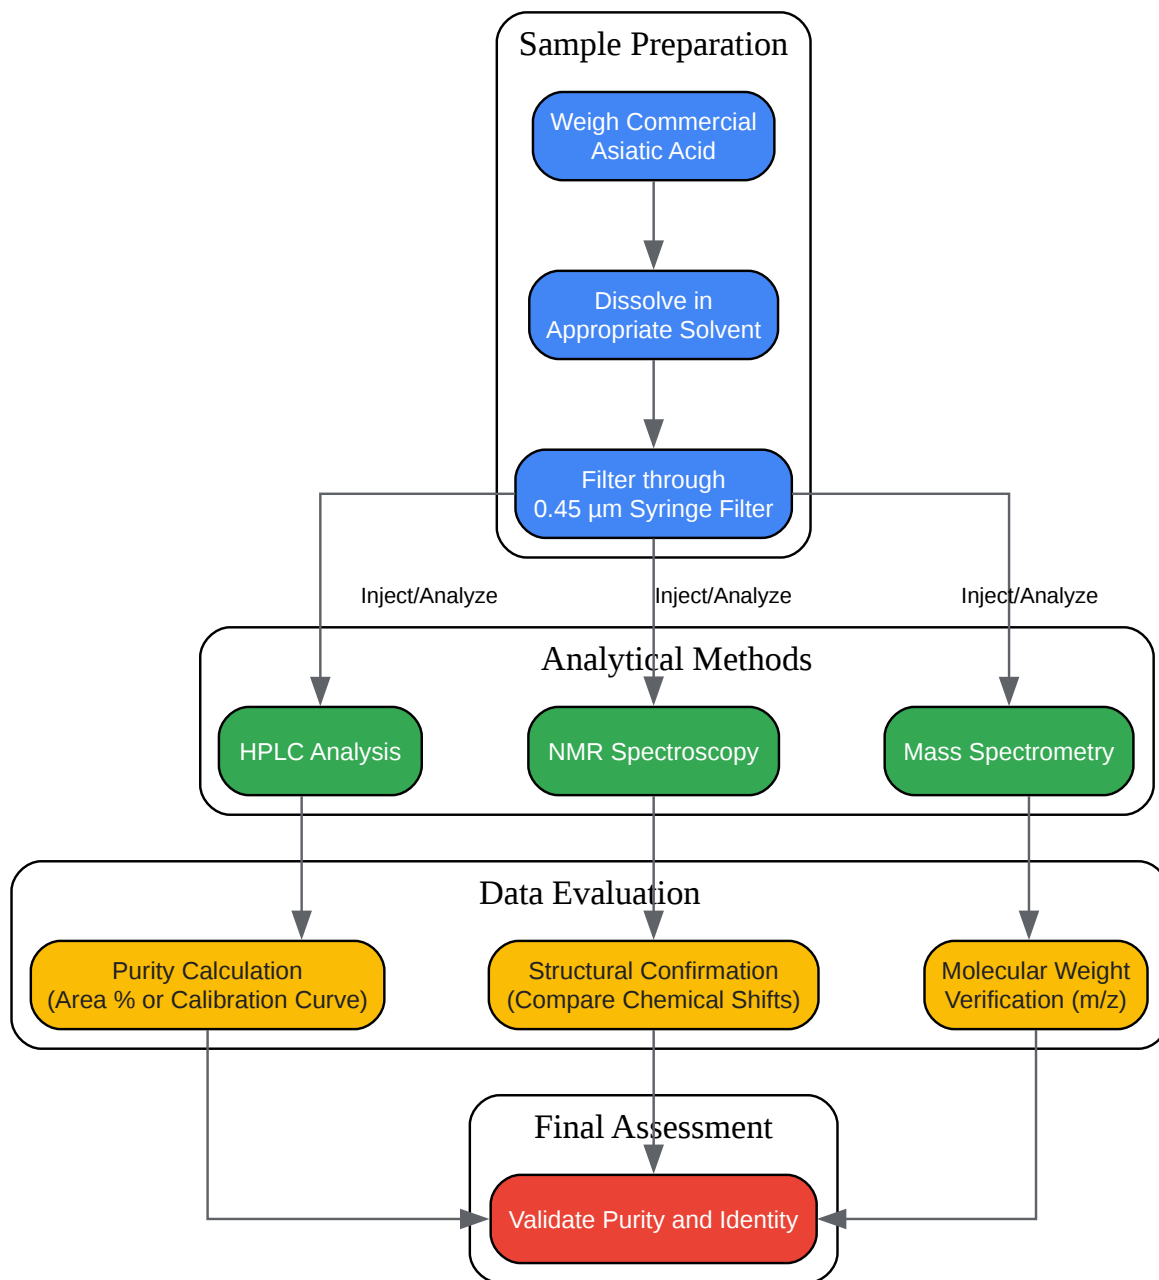 Sample Preparation
Weigh Commercial
Asiatic Acid
Dissolve in
Appropriate Solvent
Filter through
0.45 µm Syringe Filter
Inject/Analyze
Inject/Analyze
Inject/Analyze
Analytical Methods
HPLC Analysis
NMR Spectroscopy
Mass Spectrometry
Data Evaluation
Purity Calculation
(Area % or Calibration Curve)
Structural Confirmation
(Compare Chemical Shifts)
Molecular Weight
Verification (m/z)
Final Assessment
Validate Purity and Identity